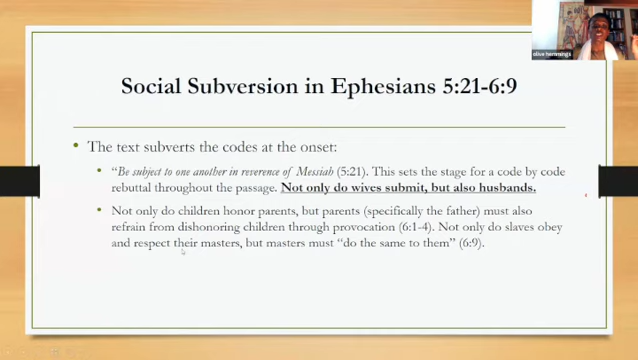 olive hemmings
Social Subversion in Ephesians 5:21-6:9
• The text subverts the codes at the onset:
• “Be subject to one another in reverence of Messiah (5:21). This sets the stage for a code by code
rebuttal throughout the passage. Not only do wives submit, but also husbands.
• Not only do children honor parents, but parents (specifically the father) must also
refrain from dishonoring children through provocation (6:1-4). Not only do slaves obey
and respect their masters, but masters must “do the same to them” (6:9).